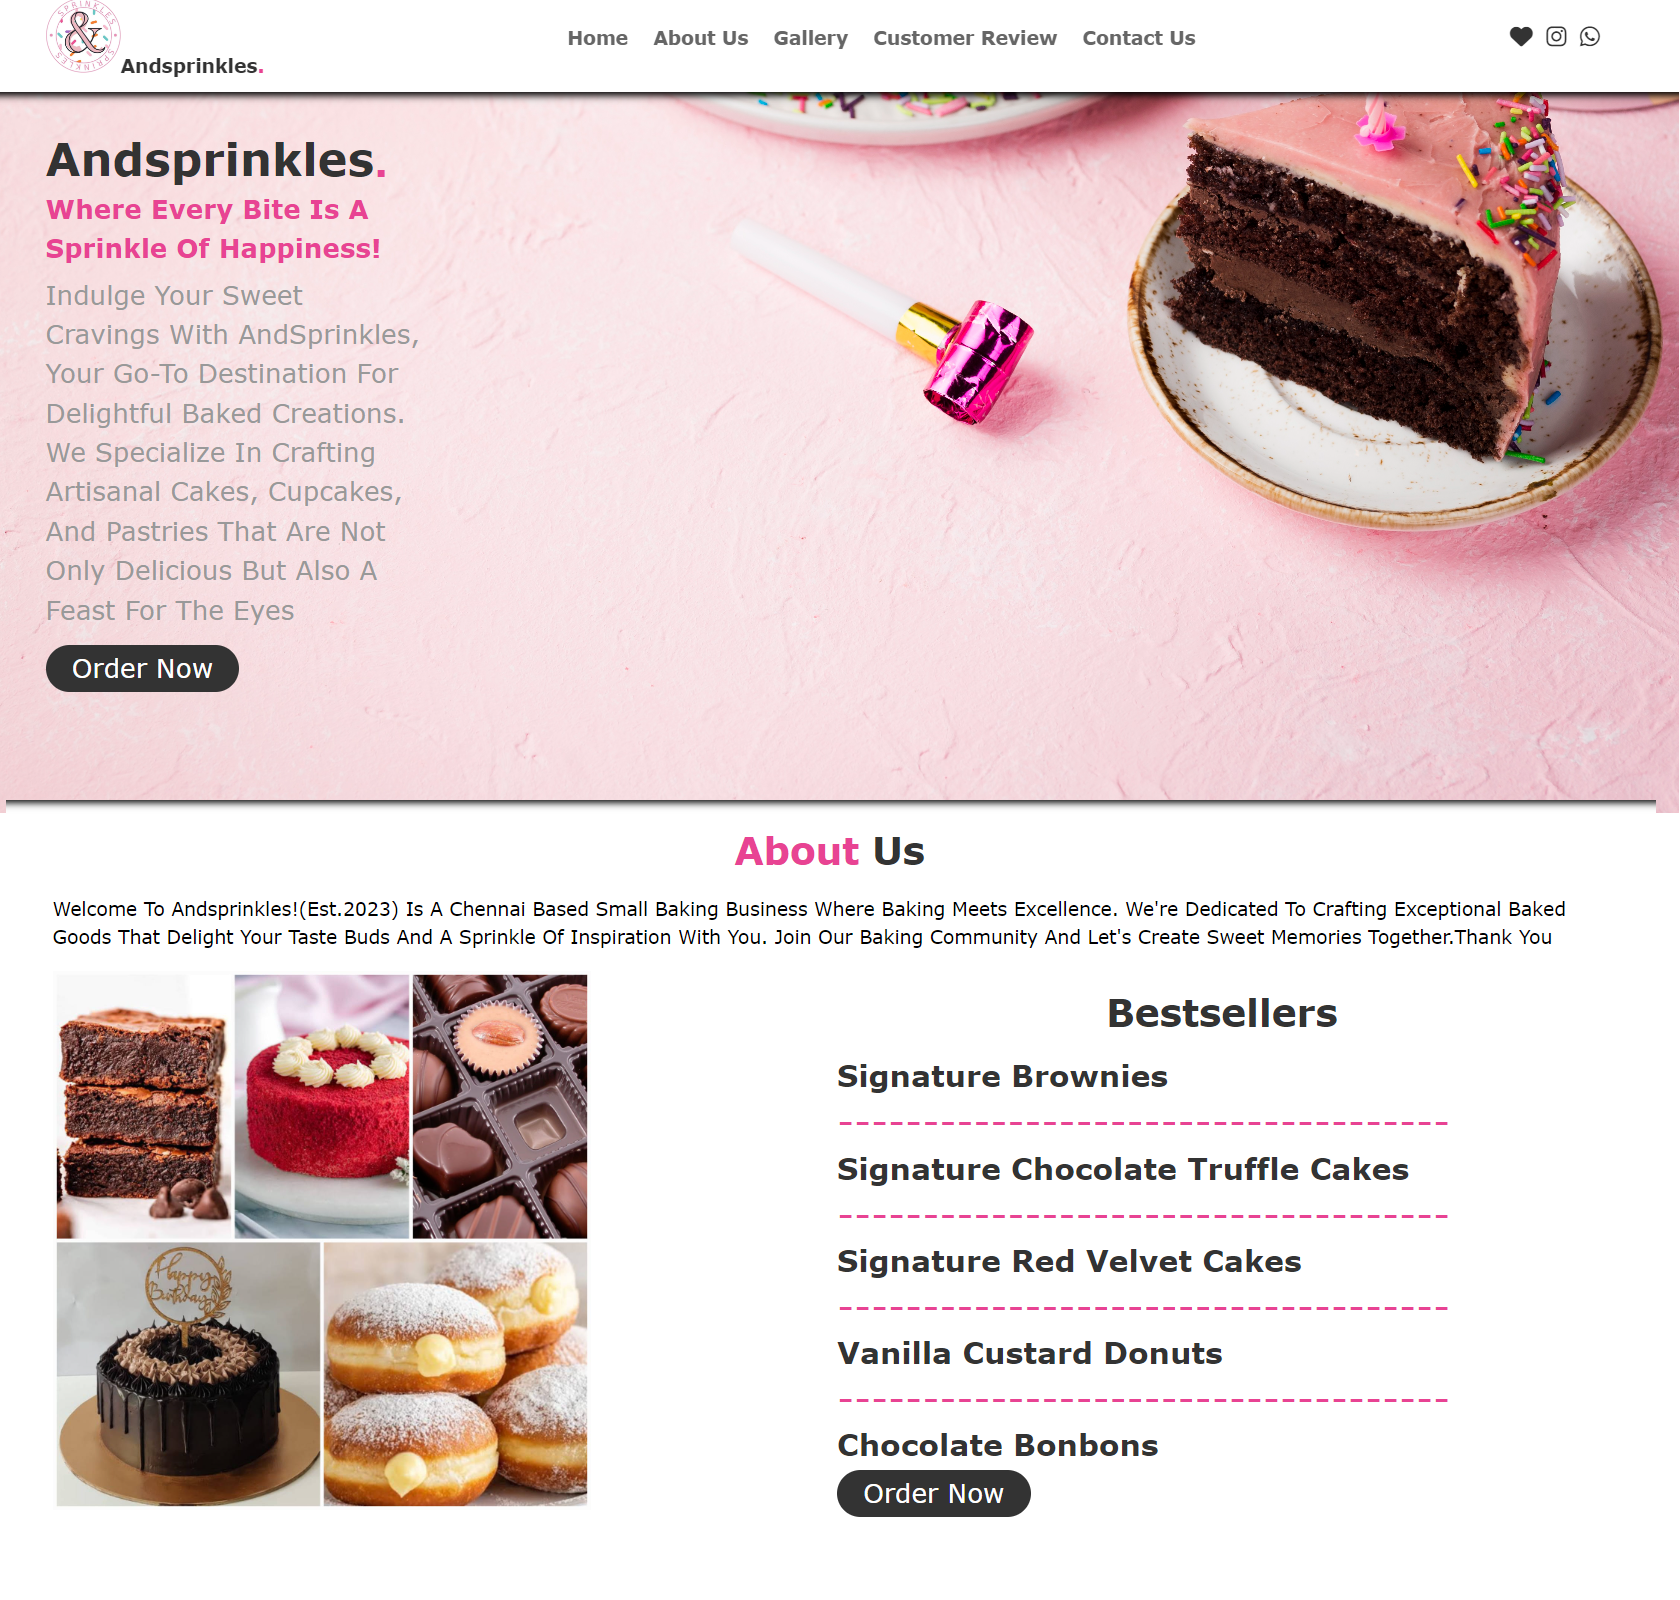 SPRINKLES
&
SPRINKLES
Andsprinkles.
Home About Us Gallery Customer Review Contact Us
Andsprinkles.
Where Every Bite Is A
Sprinkle Of Happiness!
Indulge Your Sweet
Cravings With AndSprinkles,
Your Go-To Destination For
Delightful Baked Creations.
We Specialize In Crafting
Artisanal Cakes, Cupcakes,
And Pastries That Are Not
Only Delicious But Also A
Feast For The Eyes
Order Now
About Us
Welcome To Andsprinkles!(Est.2023) Is A Chennai Based Small Baking Business Where Baking Meets Excellence. We're Dedicated To Crafting Exceptional Baked
Goods That Delight Your Taste Buds And A Sprinkle Of Inspiration With You. Join Our Baking Community And Let's Create Sweet Memories Together.Thank You
Happy
Birthday
Bestsellers
Signature Brownies
Signature Chocolate Truffle Cakes
Signature Red Velvet Cakes
Vanilla Custard Donuts
Chocolate Bonbons
Order Now